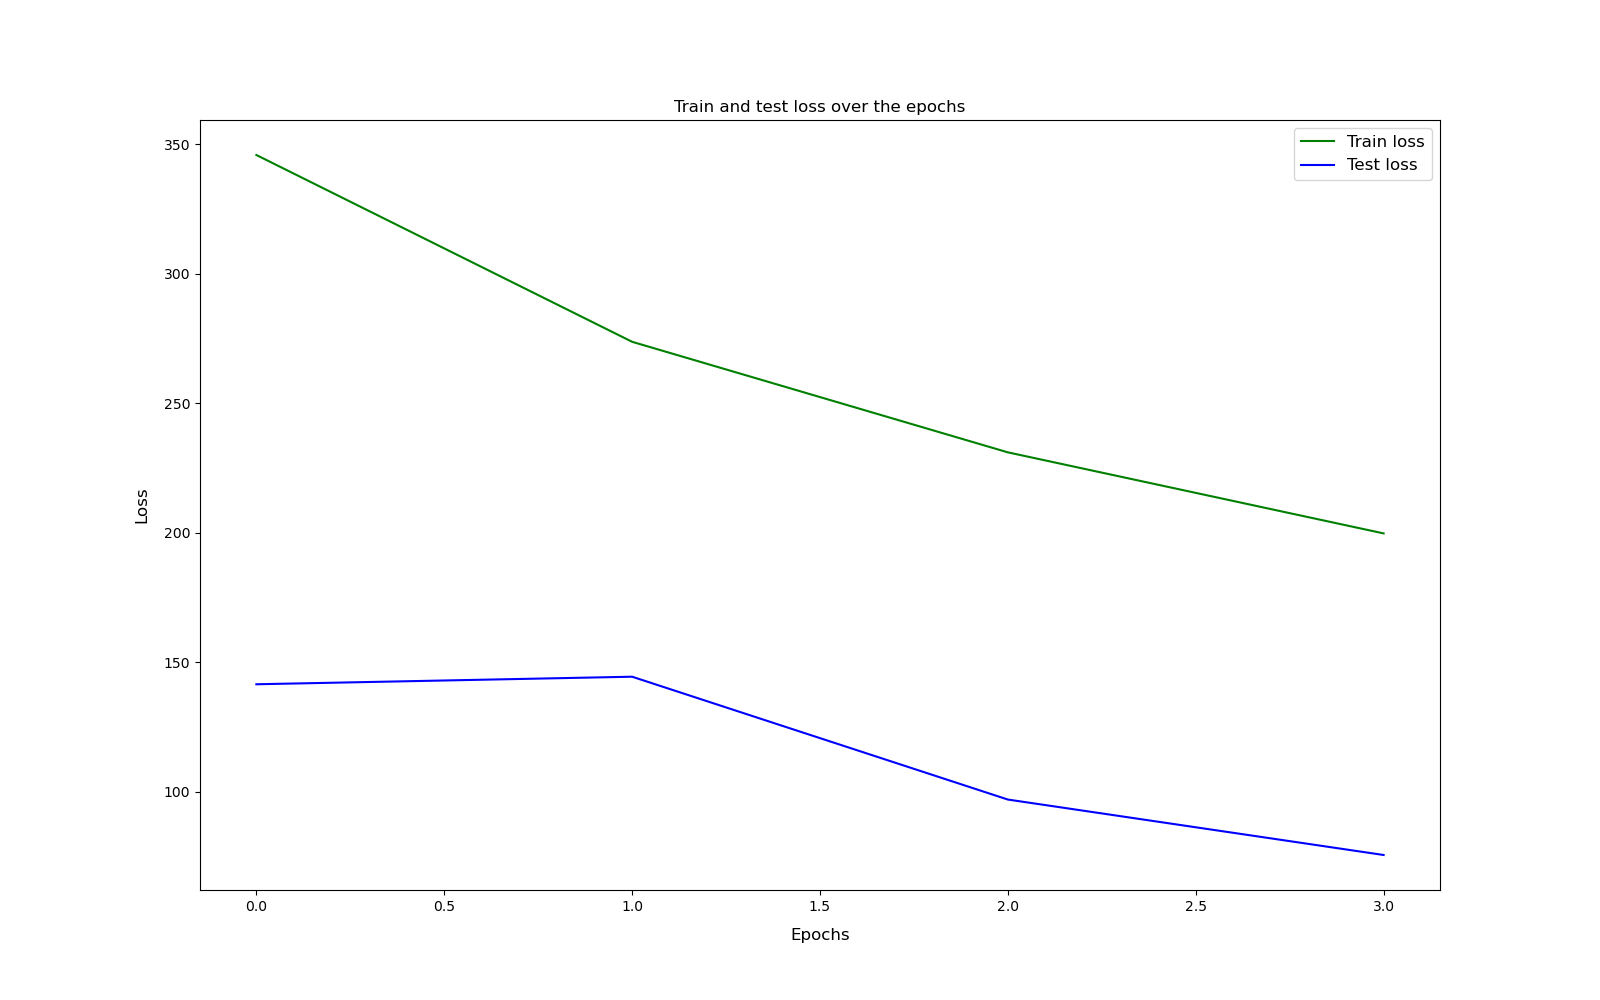 Train and test loss over the epochs
Train loss
Test loss
350
300
250
200
150
100
Loss
0.0 0.5 1.0 1.5 2.0 2.5 3.0
Epochs